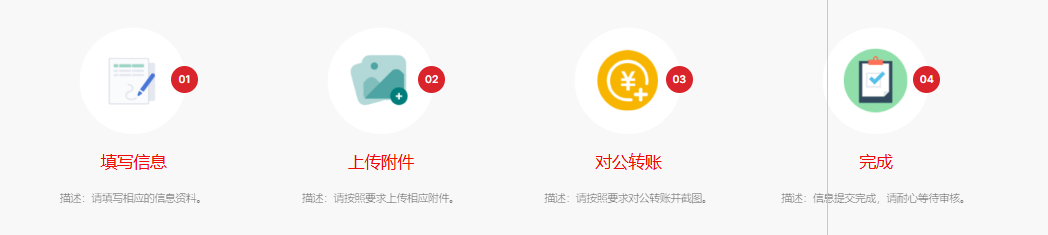 01
02
¥
03
04
填写信息
上传附件
对公转账
完成
描述：请填写相应的信息资料。
描述：请按照要求上传相应附件。
描述：请按照要求对公转账并截图。
描述：信息提交完成，请耐心等待审核。